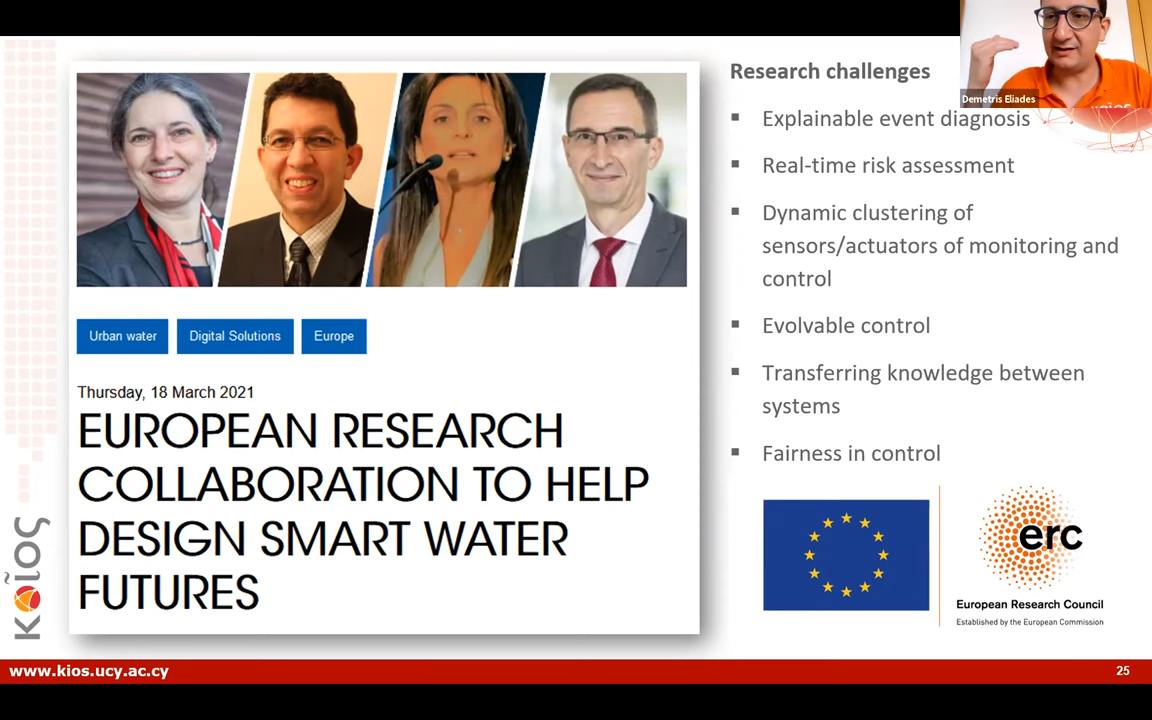 Research challenges
Demetris Eliades
▪ Explainable event diagnosis
▪ Real-time risk assessment
▪ Dynamic clustering of
sensors/actuators of monitoring and
control
▪ Evolvable control
▪ Transferring knowledge between
systems
▪ Fairness in control
Urban water
Digital Solutions
Europe
Thursday, 18 March 2021
EUROPEAN RESEARCH
COLLABORATION TO HELP
DESIGN SMART WATER
FUTURES
erc
European Research Council
Established by the European Commission
κοῖος
www.kios.ucy.ac.cy
25